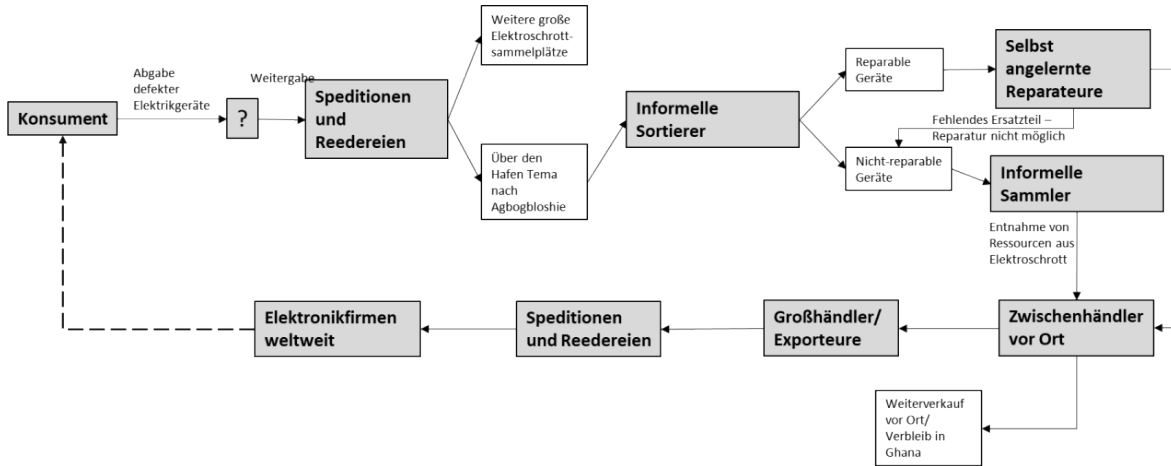 Konsument
Abgabe
defekter
Elektrikgeräte
?
Weitergabe
Speditionen
und
Reedereien
Weitere große
Elektroschrott-
sammelplätze
Über den
Hafen Tema
nach
Agbogbloshie
Informelle
Sortierer
Reparable
Geräte
Nicht-reparable
Geräte
Selbst
angelernte
Reparateure
Fehlendes Ersatzteil –
Reparatur nicht möglich
Informelle
Sammler
Entnahme von
Ressourcen aus
Elektroschrott
Zwischenhändler
vor Ort
Großhändler/
Exporteure
Speditionen
und Reedereien
Elektronikfirmen
weltweit
Weiterverkauf
vor Ort/
Verbleib in
Ghana